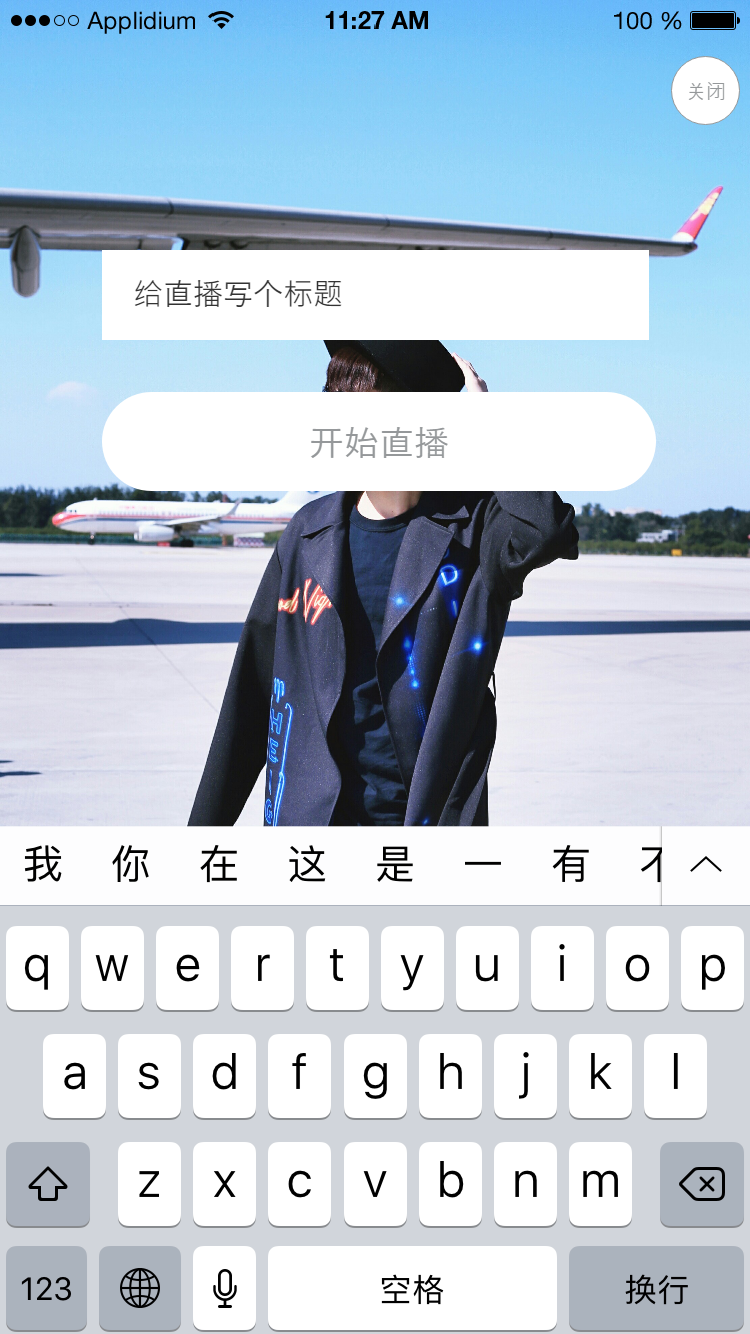 Applidium 11:27 AM 100 %
关闭
给直播写个标题
开始直播
我 你 在 这 是 一 有
q w e r t y u i o p
a s d f g h j k l
z x c v b n m
123 空格 换行